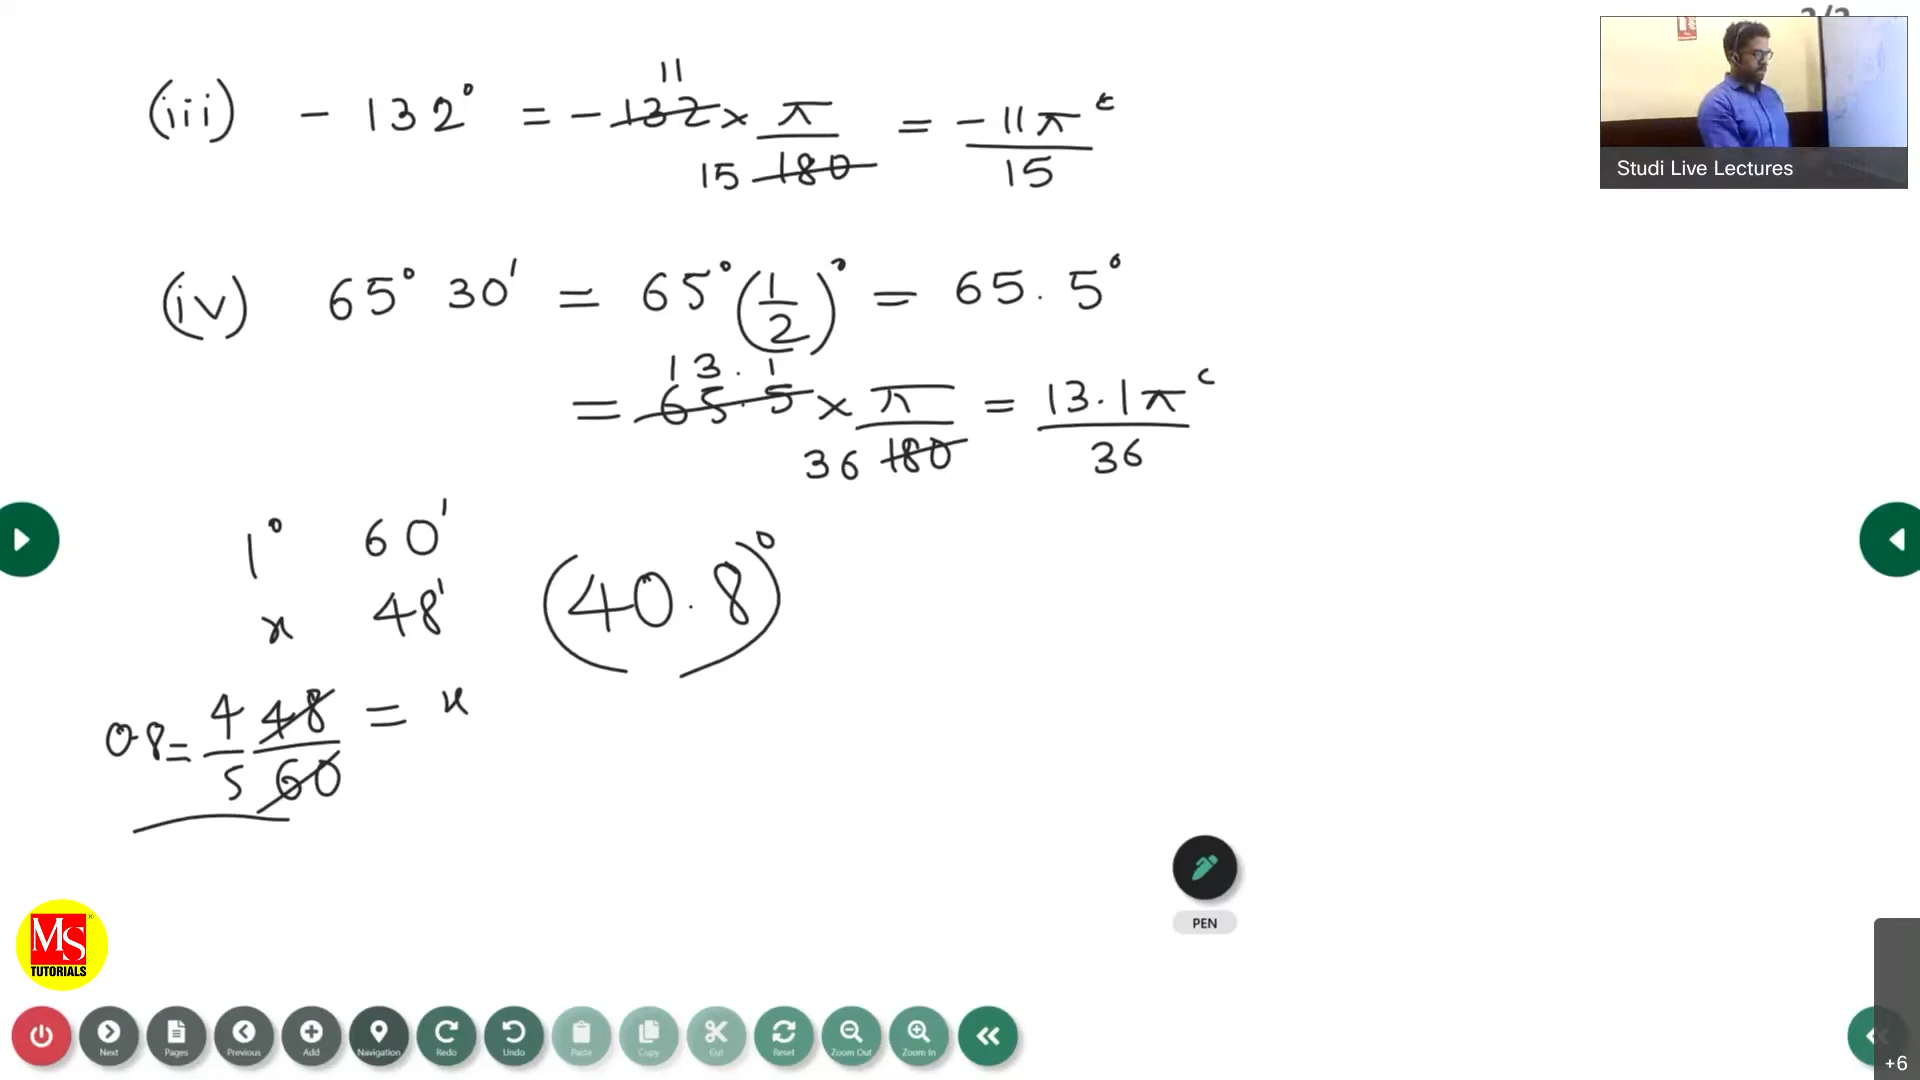 (iii) - 132° = - 132 x π/180 = -11π/15 ᶜ
11
15
Studi Live Lectures
(iv) 65° 30' = 65° (1/2)° = 65.5°
13.1
= 65.5 x π/180 = 13.1π/36 ᶜ
36
1° 60'
x 48'
(40.8)°
0.8 = 4/5 48/60 = x
PEN
MS
TUTORIALS
Next
Pages
Previous
Add
Navigation
Redo
Undo
Paste
Copy
Cut
Reset
Zoom Out
Zoom In
+6